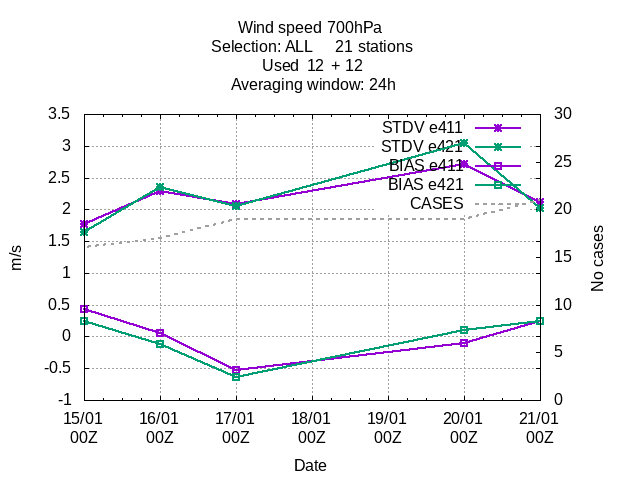 Wind speed 700hPa
Selection: ALL 21 stations
Used 12 + 12
Averaging window: 24h
3.5
3
2.5
2
1.5
1
0.5
0
-0.5
-1
30
25
20
15
10
5
0
m/s
No cases
STDV e411
STDV e421
BIAS e411
BIAS e421
CASES
15/01 16/01 17/01 18/01 19/01 20/01 21/01
00Z 00Z 00Z 00Z 00Z 00Z 00Z
Date